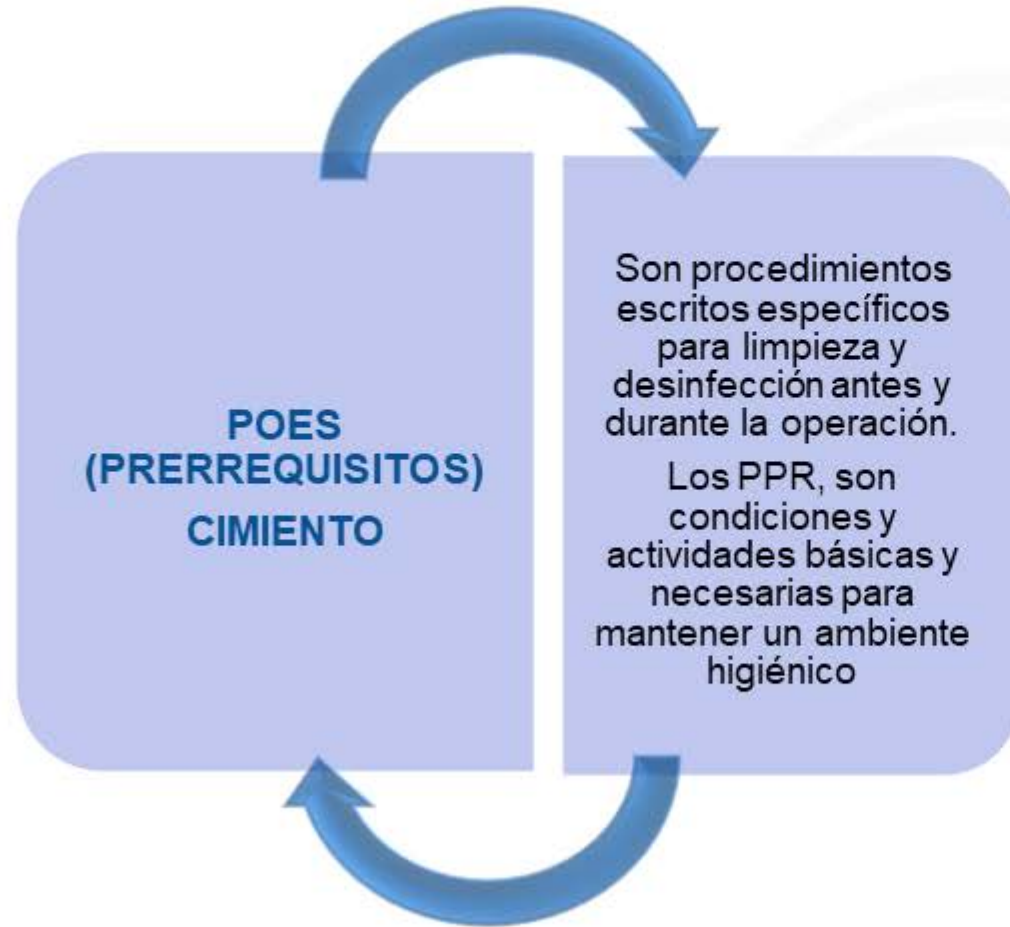 POES
(PRERREQUISITOS)
CIMIENTO
Son procedimientos
escritos específicos
para limpieza y
desinfección antes y
durante la operación.
Los PPR, son
condiciones y
actividades básicas y
necesarias para
mantener un ambiente
higiénico